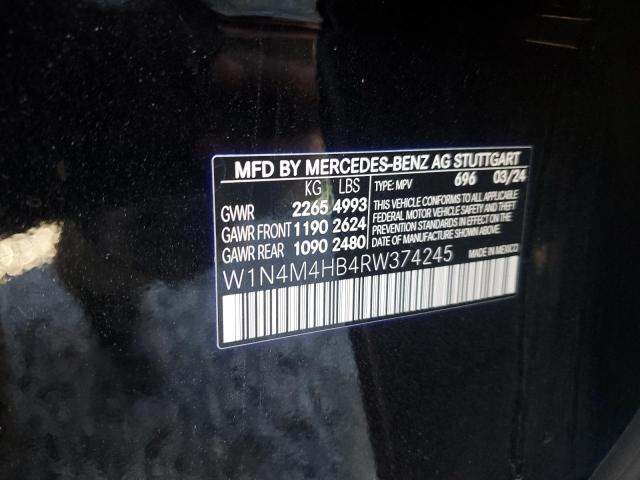 MFD BY MERCEDES-BENZ AG STUTTGART
KG LBS
GVWR 2265 4993
GAWR FRONT 1190 2624
GAWR REAR 1090 2480
TYPE: MPV 696 03/24
THIS VEHICLE CONFORMS TO ALL APPLICABLE
FEDERAL MOTOR VEHICLE SAFETY AND THEFT
PREVENTION STANDARDS IN EFFECT ON THE DATE
OF MANUFACTURE SHOWN ABOVE.
MADE IN MEXICO
W1N4M4HB4RW374245